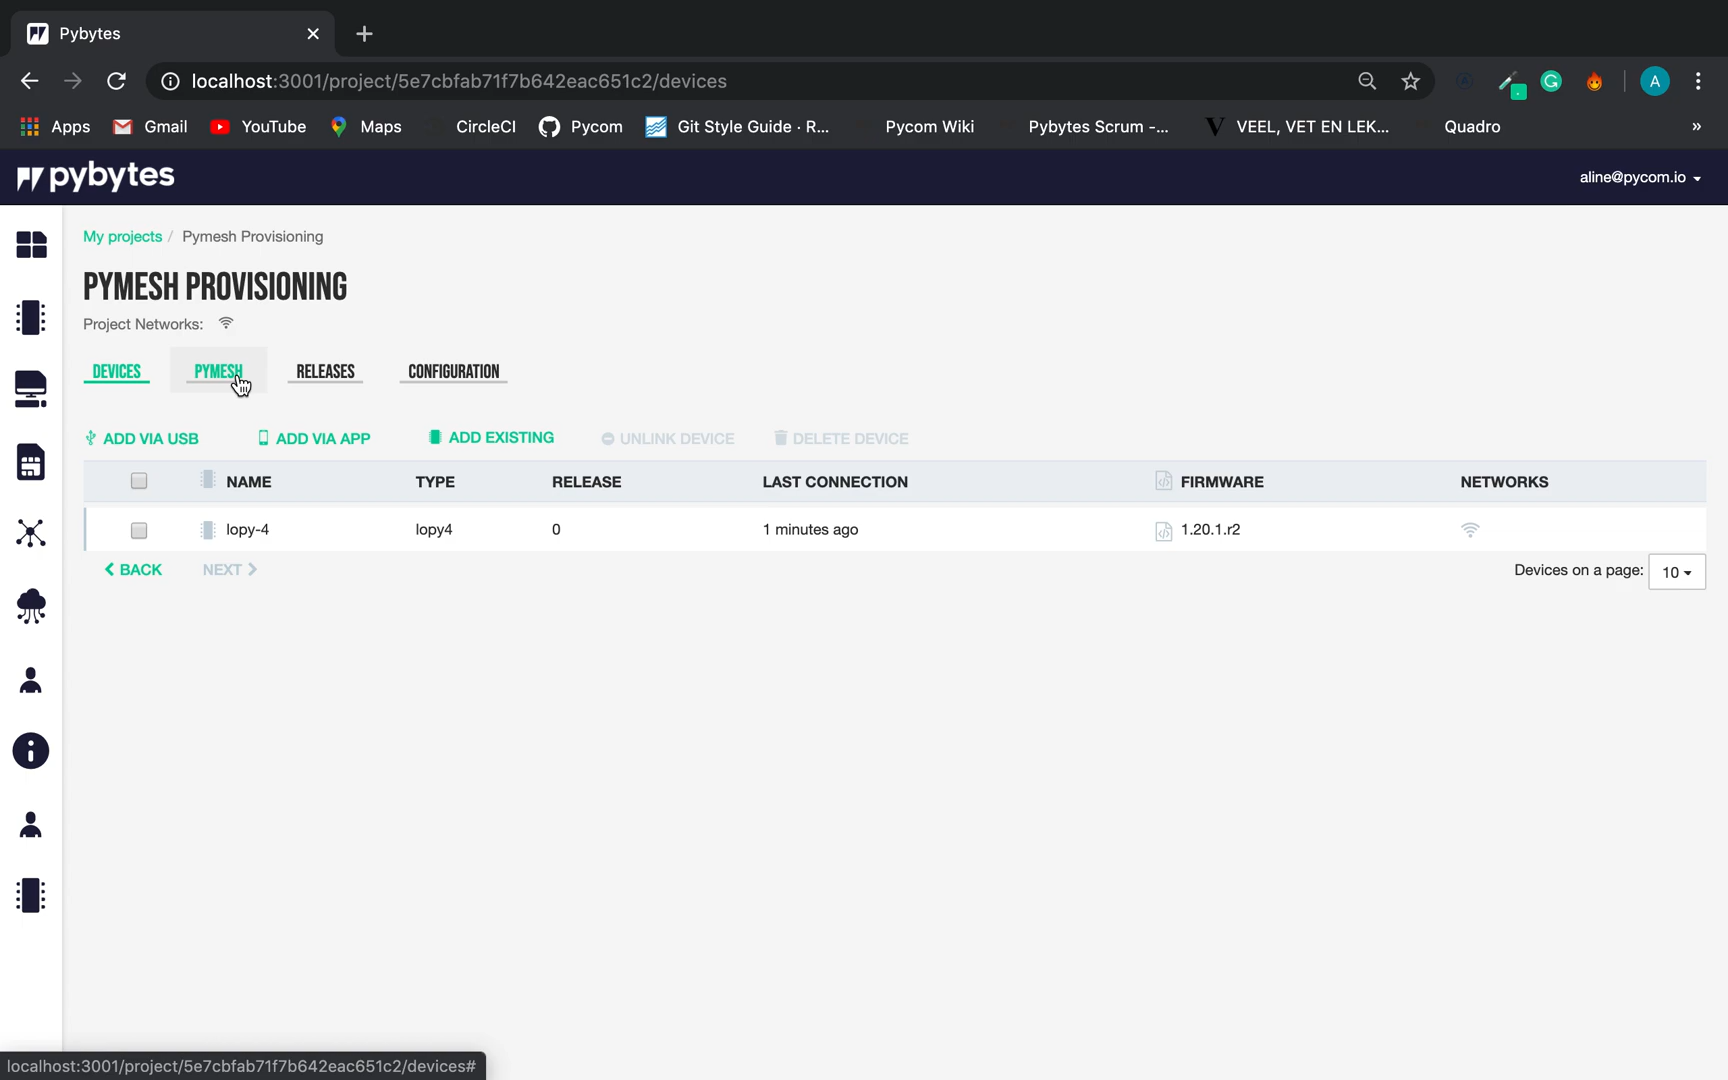 Pybytes
localhost:3001/project/5e7cbfab71f7b642eac651c2/devices
A
Apps Gmail YouTube Maps CircleCI Pycom Git Style Guide · R... Pycom Wiki Pybytes Scrum -... VEEL, VET EN LEK... Quadro »
pybytes
aline@pycom.io
My projects / Pymesh Provisioning
PYMESH PROVISIONING
Project Networks:
DEVICES PYMESH RELEASES CONFIGURATION
ADD VIA USB ADD VIA APP ADD EXISTING UNLINK DEVICE DELETE DEVICE
NAME TYPE RELEASE LAST CONNECTION FIRMWARE NETWORKS
lopy-4 lopy4 0 1 minutes ago 1.20.1.r2
BACK NEXT Devices on a page: 10
localhost:3001/project/5e7cbfab71f7b642eac651c2/devices#